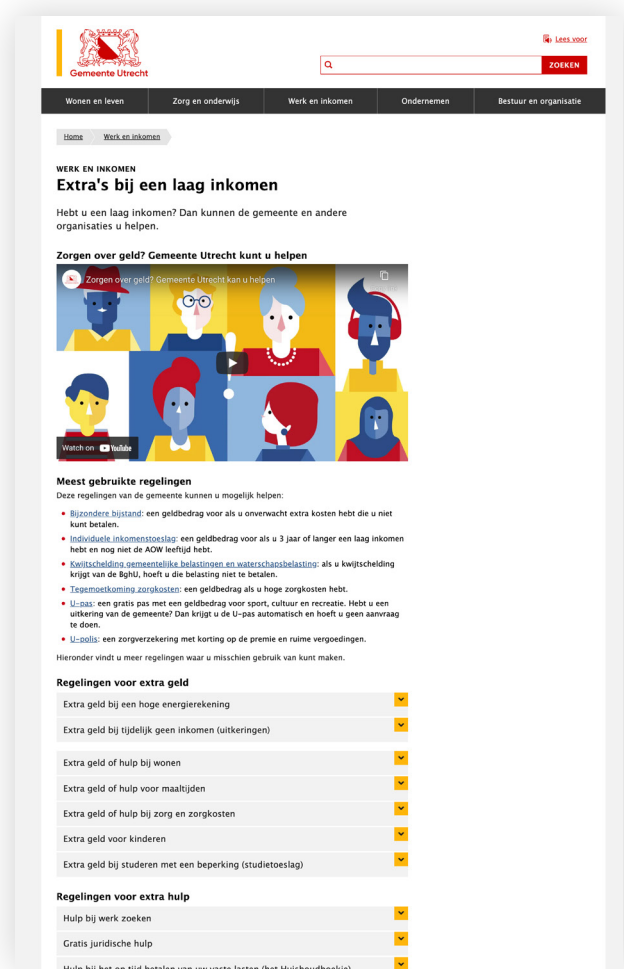 Gemeente Utrecht
Lees voor
ZOEKEN
Wonen en leven
Zorg en onderwijs
Werk en inkomen
Ondernemen
Bestuur en organisatie
Home
Werk en inkomen
WERK EN INKOMEN
Extra's bij een laag inkomen
Hebt u een laag inkomen? Dan kunnen de gemeente en andere
organisaties u helpen.
Zorgen over geld? Gemeente Utrecht kunt u helpen
Zorgen over geld? Gemeente Utrecht kan u helpen
Watch on YouTube
Meest gebruikte regelingen
Deze regelingen van de gemeente kunnen u mogelijk helpen:
• Bijzondere bijstand: een geldbedrag voor als u onverwacht extra kosten hebt die u niet
kunt betalen.
• Individuele inkomenstoeslag: een geldbedrag voor als u 3 jaar of langer een laag inkomen
hebt en nog niet de AOW leeftijd hebt.
• Kwijtschelding gemeentelijke belastingen en waterschapsbelasting: als u kwijtschelding
krijgt van de BghU, hoeft u die belasting niet te betalen.
• Tegemoetkoming zorgkosten: een geldbedrag als u hoge zorgkosten hebt.
• U-pas: een gratis pas met een geldbedrag voor sport, cultuur en recreatie. Hebt u een
uitkering van de gemeente? Dan krijgt u de U-pas automatisch en hoeft u geen aanvraag
te doen.
• U-polis: een zorgverzekering met korting op de premie en ruime vergoedingen.
Hieronder vindt u meer regelingen waar u misschien gebruik van kunt maken.
Regelingen voor extra geld
Extra geld bij een hoge energierekening
Extra geld bij tijdelijk geen inkomen (uitkeringen)
Extra geld of hulp bij wonen
Extra geld of hulp voor maaltijden
Extra geld of hulp bij zorg en zorgkosten
Extra geld voor kinderen
Extra geld bij studeren met een beperking (studietoeslag)
Regelingen voor extra hulp
Hulp bij werk zoeken
Gratis juridische hulp
Hulp bij het op tijd betalen van uw vaste lasten (het Huishoudboekje)